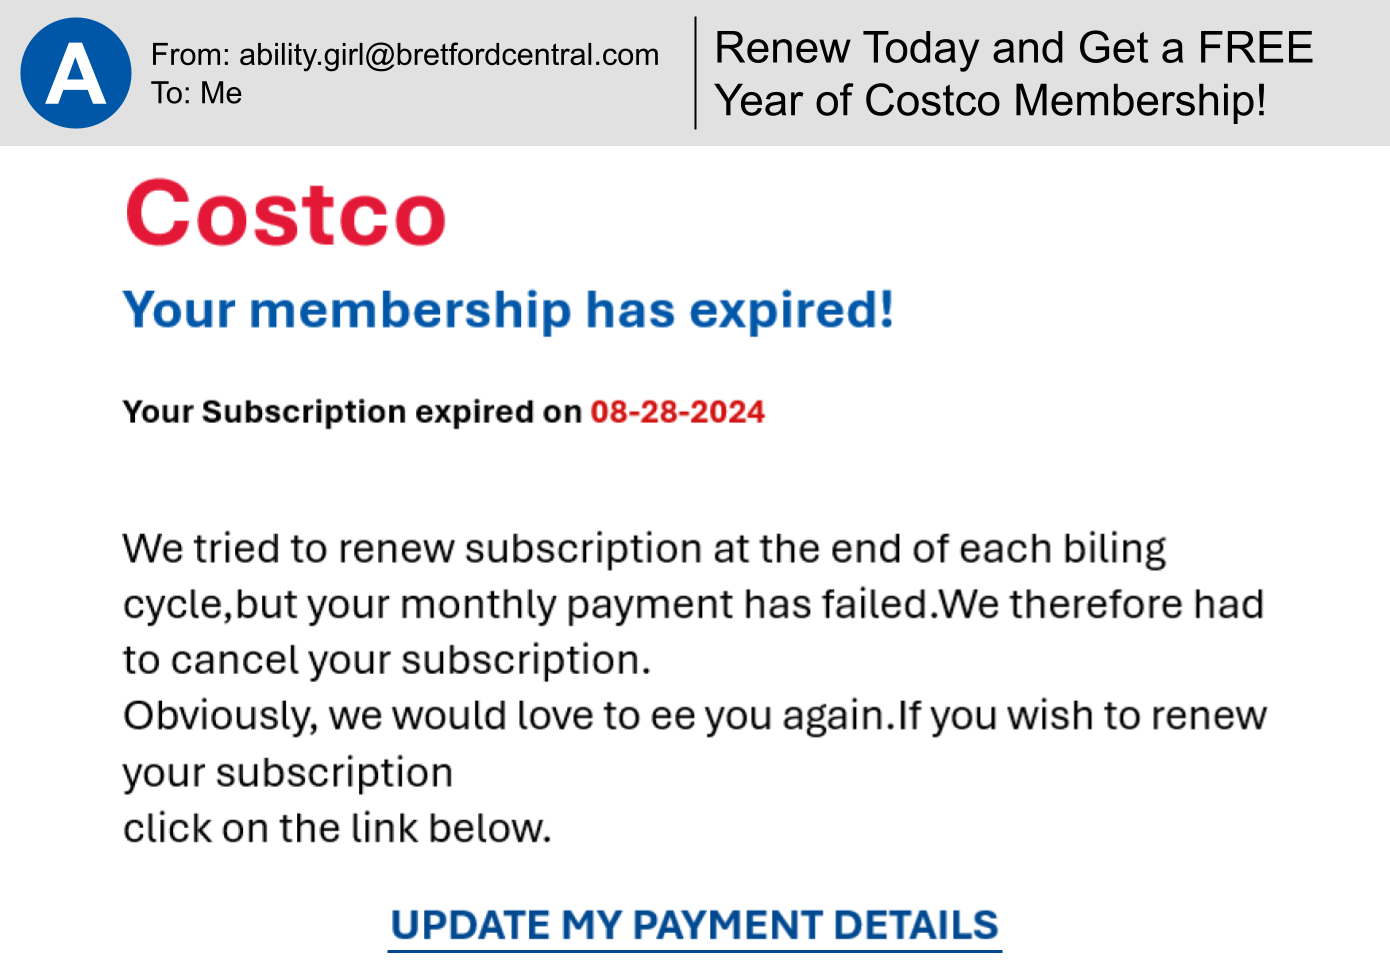 A
From: ability.girl@bretfordcentral.com
To: Me
Renew Today and Get a FREE
Year of Costco Membership!
Costco
Your membership has expired!
Your Subscription expired on 08-28-2024
We tried to renew subscription at the end of each biling
cycle,but your monthly payment has failed.We therefore had
to cancel your subscription.
Obviously, we would love to ee you again.If you wish to renew
your subscription
click on the link below.
UPDATE MY PAYMENT DETAILS